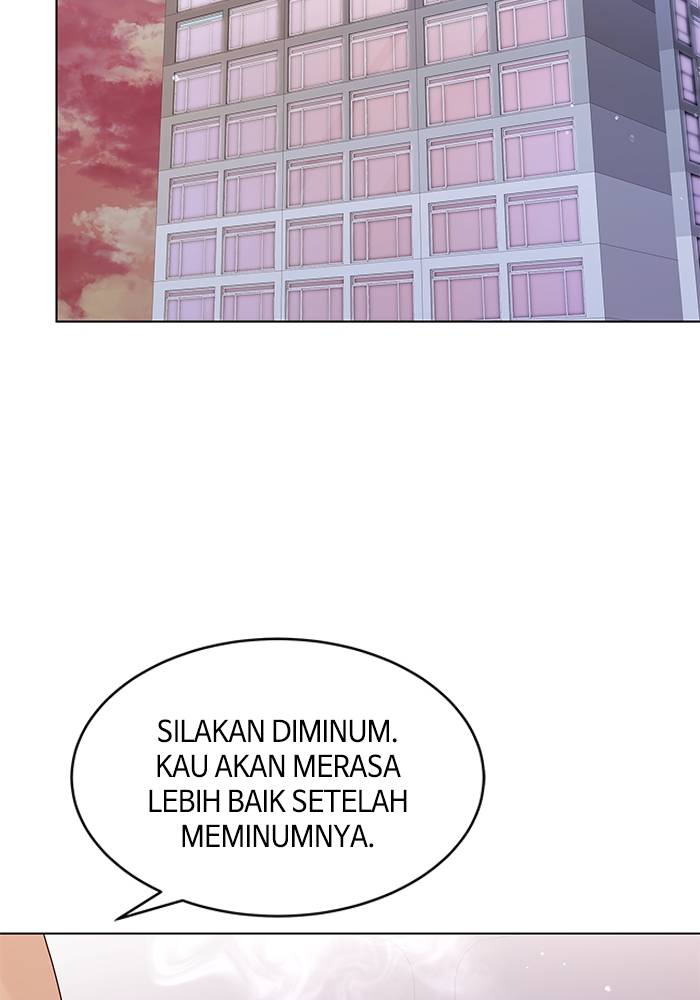 SILAKAN DIMINUM.
KAU AKAN MERASA
LEBIH BAIK SETELAH
MEMINUMNYA.